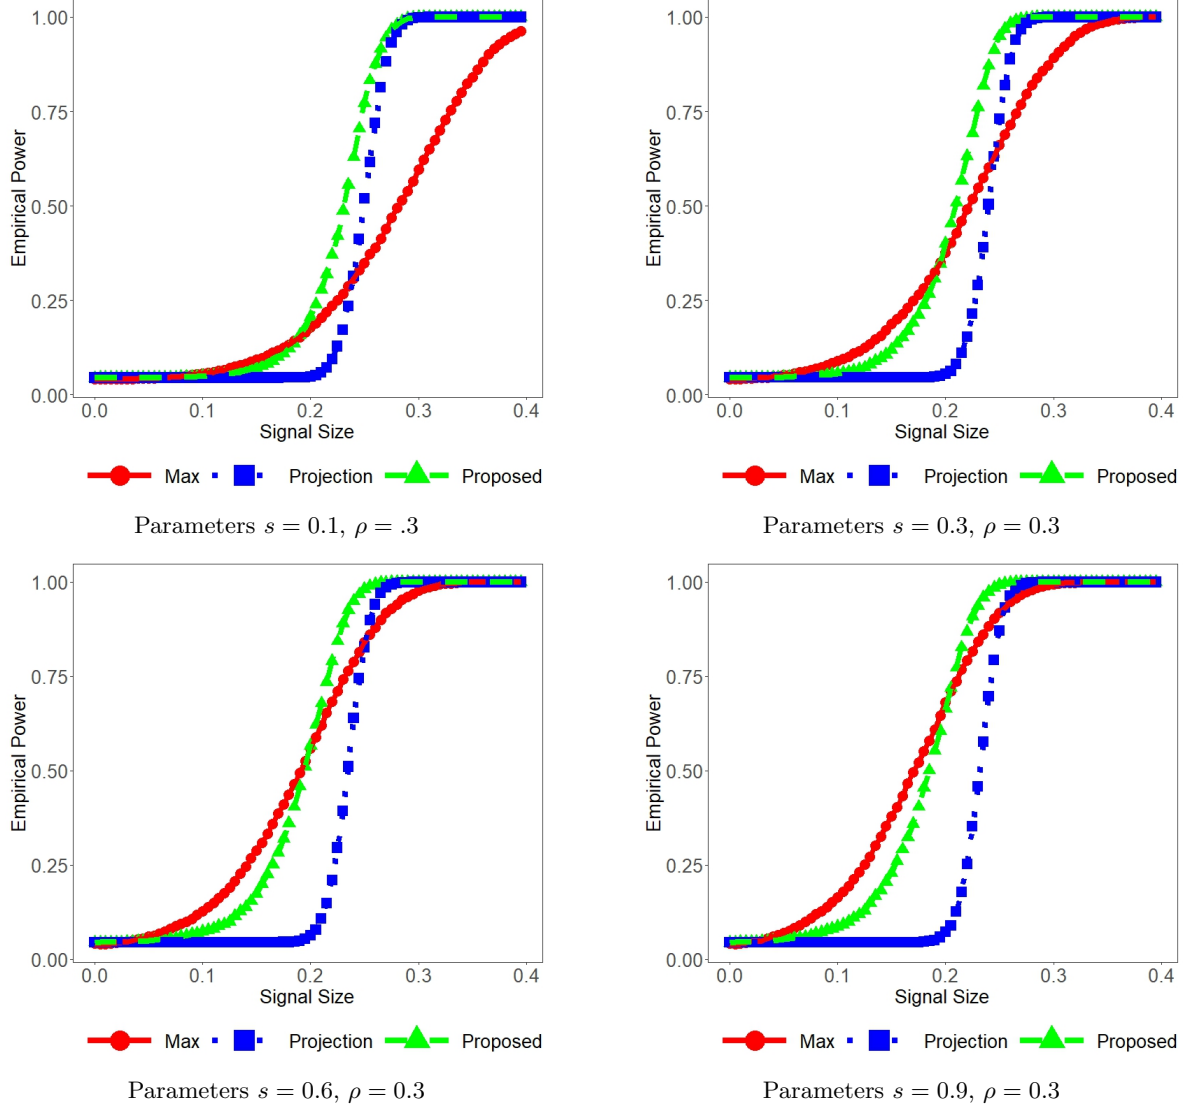 1.00
0.75
0.50
0.25
0.00
Empirical Power
0.0 0.1 0.2 0.3 0.4
Signal Size
Max Projection Proposed
Parameters s = 0.1, ρ = .3
1.00
0.75
0.50
0.25
0.00
Empirical Power
0.0 0.1 0.2 0.3 0.4
Signal Size
Max Projection Proposed
Parameters s = 0.3, ρ = 0.3
1.00
0.75
0.50
0.25
0.00
Empirical Power
0.0 0.1 0.2 0.3 0.4
Signal Size
Max Projection Proposed
Parameters s = 0.6, ρ = 0.3
1.00
0.75
0.50
0.25
0.00
Empirical Power
0.0 0.1 0.2 0.3 0.4
Signal Size
Max Projection Proposed
Parameters s = 0.9, ρ = 0.3